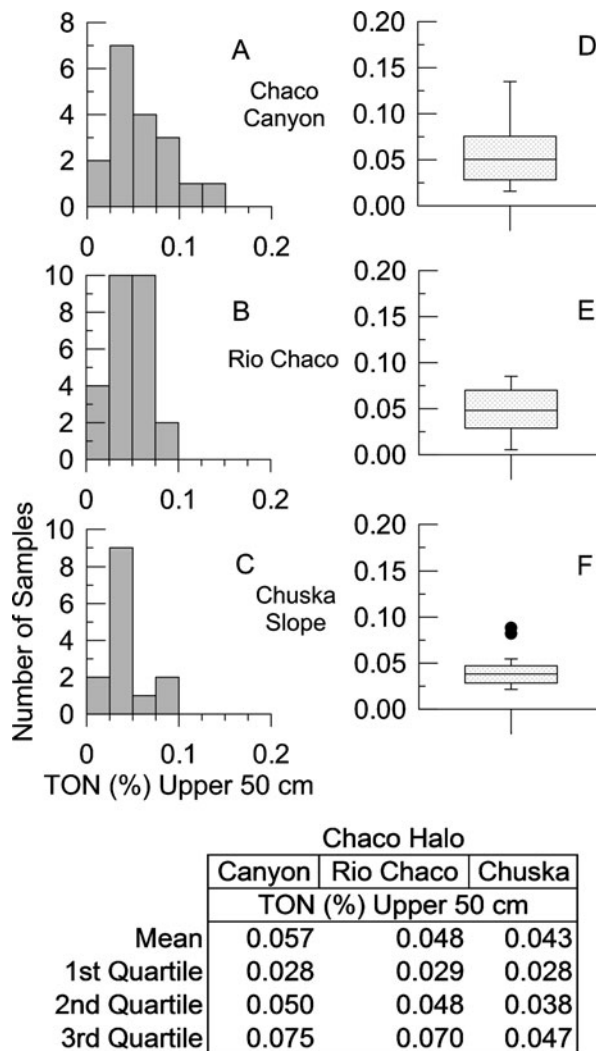 8
6
4
2
0
A
Chaco
Canyon
0 0.1 0.2
0.20
0.15
0.10
0.05
0.00
D
10
8
6
4
2
0
B
Rio Chaco
0 0.1 0.2
0.20
0.15
0.10
0.05
0.00
E
Number of Samples
10
8
6
4
2
0
C
Chuska
Slope
0 0.1 0.2
TON (%) Upper 50 cm
0.20
0.15
0.10
0.05
0.00
F
Chaco Halo
Canyon Rio Chaco Chuska
TON (%) Upper 50 cm
Mean 0.057 0.048 0.043
1st Quartile 0.028 0.029 0.028
2nd Quartile 0.050 0.048 0.038
3rd Quartile 0.075 0.070 0.047